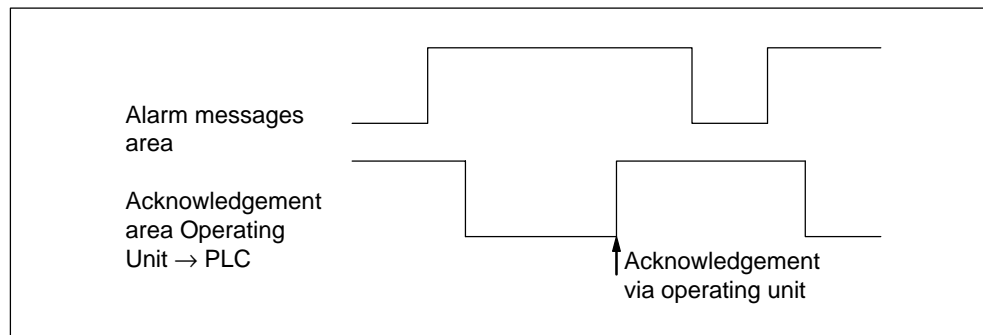 Alarm messages
area
Acknowledgement
area Operating
Unit → PLC
Acknowledgement
via operating unit